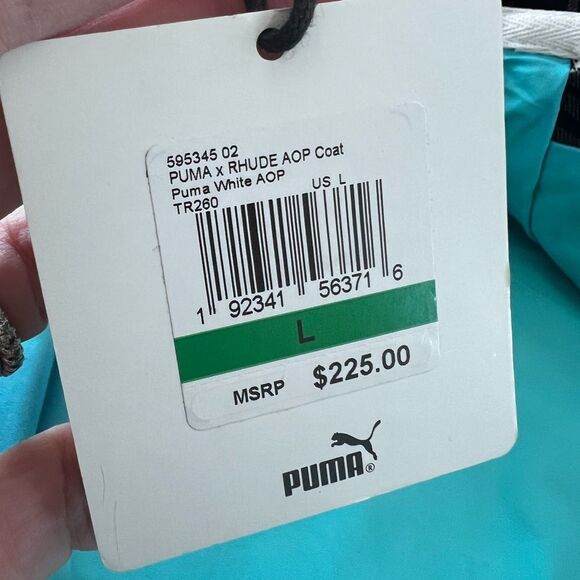 595345 02
PUMA x RHUDE AOP Coat
Puma White AOP US L
TR260
1 92341 56371 6
L
MSRP $225.00
PUMA®